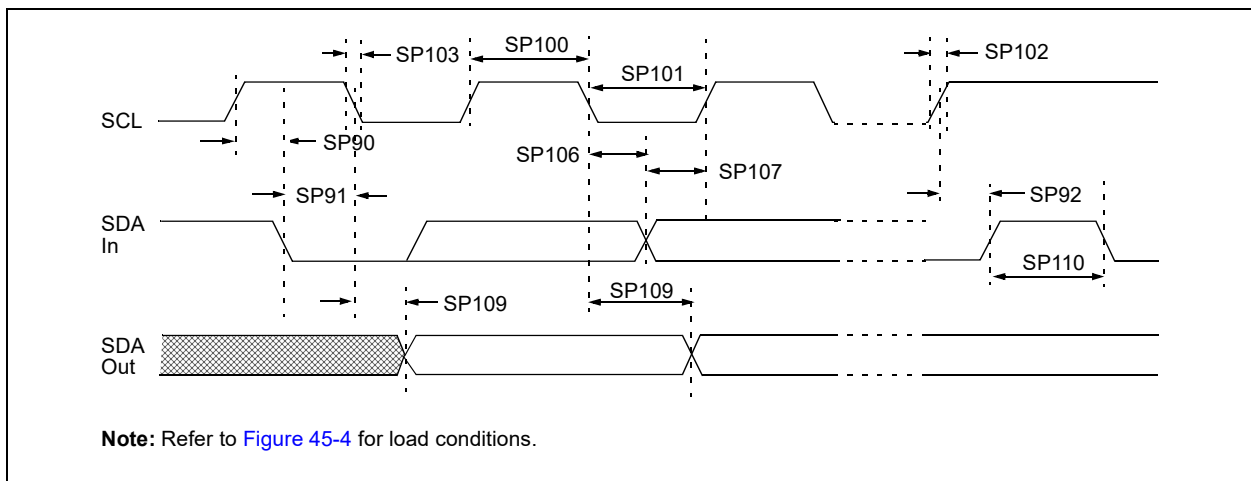 SP103
SP100
SP101
SP102
SCL
SP90
SP106
SP107
SP91
SP92
SDA
In
SP110
SP109
SP109
SDA
Out
Note: Refer to Figure 45-4 for load conditions.